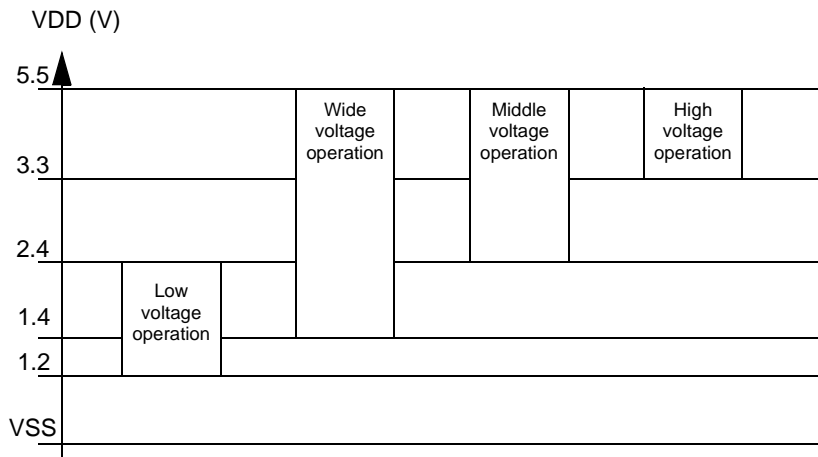 VDD (V)
5.5
3.3
2.4
1.4
1.2
VSS
Low
voltage
operation
Wide
voltage
operation
Middle
voltage
operation
High
voltage
operation